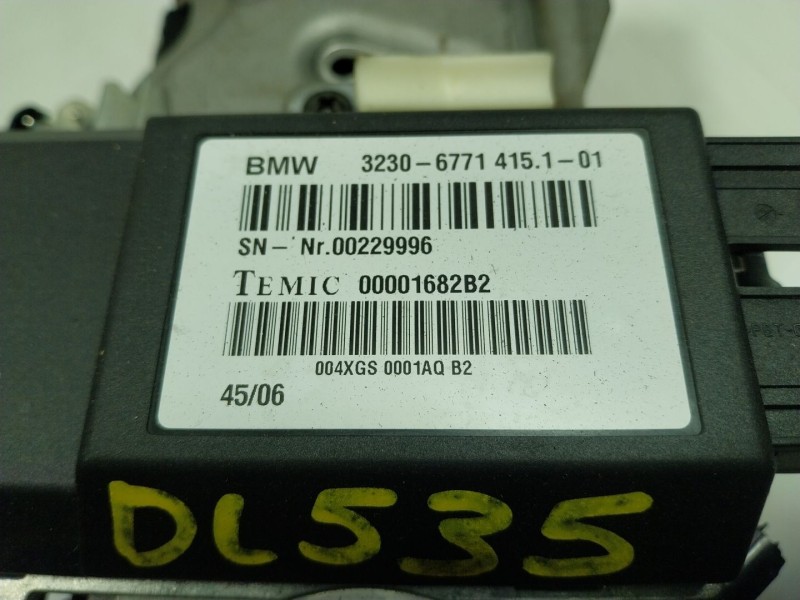 BMW 3230-6771 415.1-01
SN- Nr.00229996
TEMIC 00001682B2
004XGS 0001AQ B2
45/06
DL535